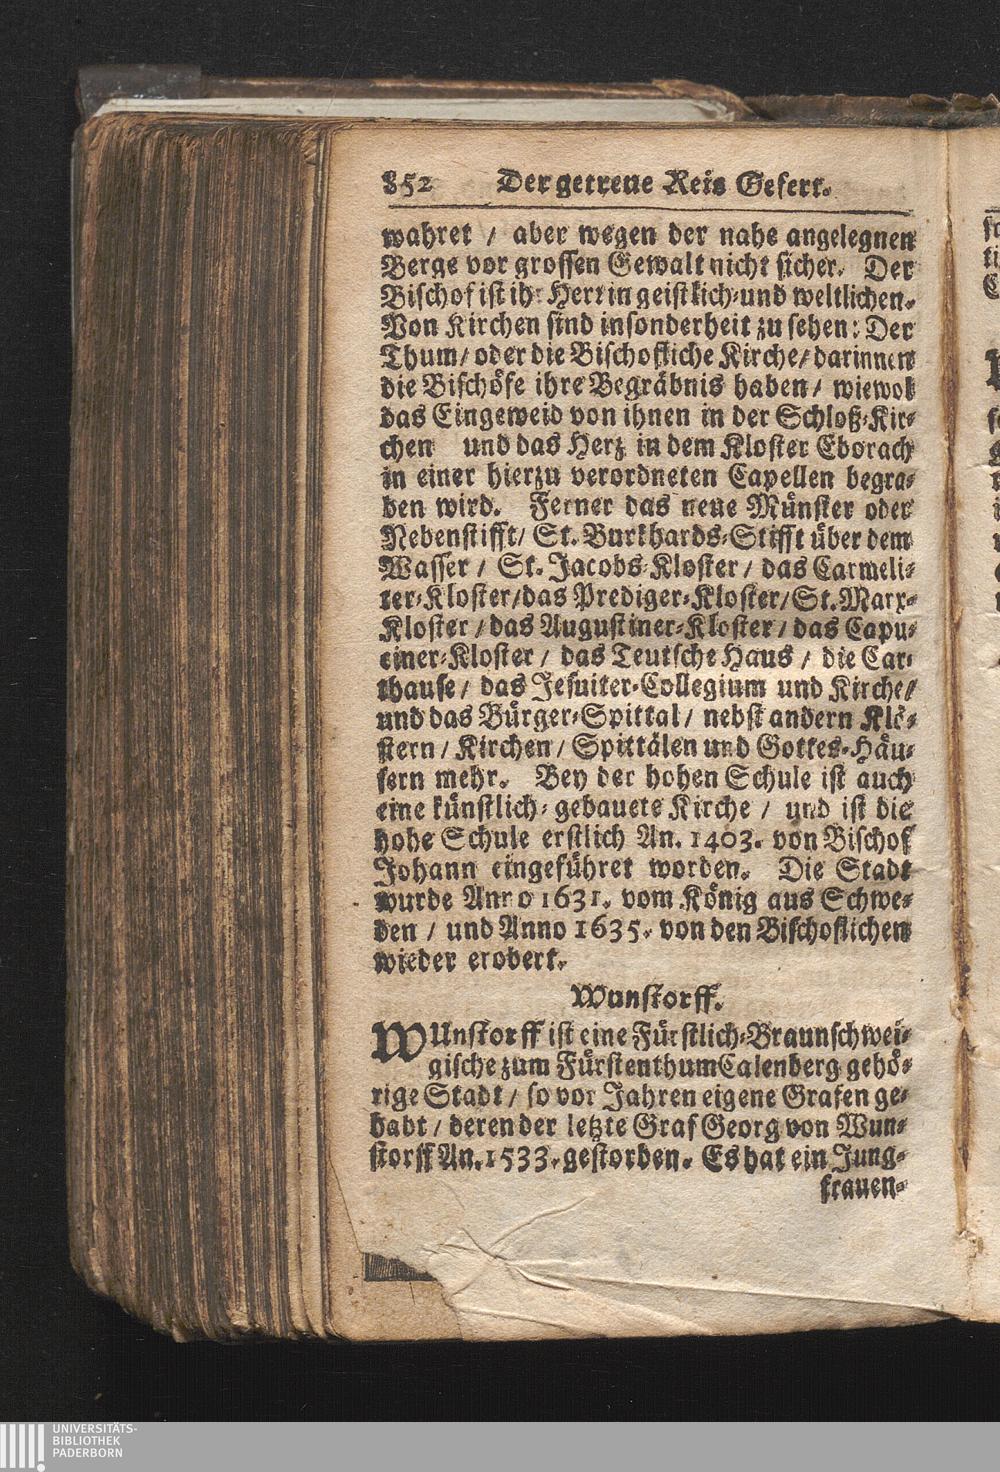 852 Der getreue Reis Gefert.
wahret / aber wegen der nahe angelegnen
Berge vor grossen Gewalt nicht sicher. Der
Bischof ist ihr Herr in geistlich-und weltlichen.
Von Kirchen sind insonderheit zu sehen: Der
Thum / oder die Bischofliche Kirche / darinnen
die Bischöfe ihre Begräbnis haben / wiewol
das Eingeweid von ihnen in der Schloß-Kir-
chen und das Herz in dem Kloster Eborach
in einer hierzu verordneten Capellen begra-
ben wird. Ferner das neue Münster oder
Nebenstifft / St. Burkhards-Stifft über dem
Wasser / St. Jacobs-Kloster / das Carmeli-
ter-Kloster / das Prediger-Kloster / St. Marx-
Kloster / das Augustiner-Kloster / das Capu-
einer-Kloster / das Teutsche Haus / die Car-
thause / das Jesuiter-Collegium und Kirche /
und das Bürger-Spittal / nebst andern Klö-
stern / Kirchen / Spittälen und Gottes-Häu-
sern mehr. Bey der hohen Schule ist auch
eine künstlich-gebauete Kirche / und ist die
hohe Schule erstlich An. 1403. von Bischof
Johann eingeführet worden. Die Stadt
wurde Anno 1631. vom König aus Schwe-
den / und Anno 1635. von den Bischoflichen
wieder erobert.
Wunstorff.
WUnstorff ist eine Fürstlich-Braunschwei-
gische zum Fürstenthum Calenberg gehö-
rige Stadt / so vor Jahren eigene Grafen ge-
habt / deren der letzte Graf Georg von Wun-
storff An. 1533. gestorben. Es hat ein Jung-
frauen-
UNIVERSITÄTS-
BIBLIOTHEK
PADERBORN